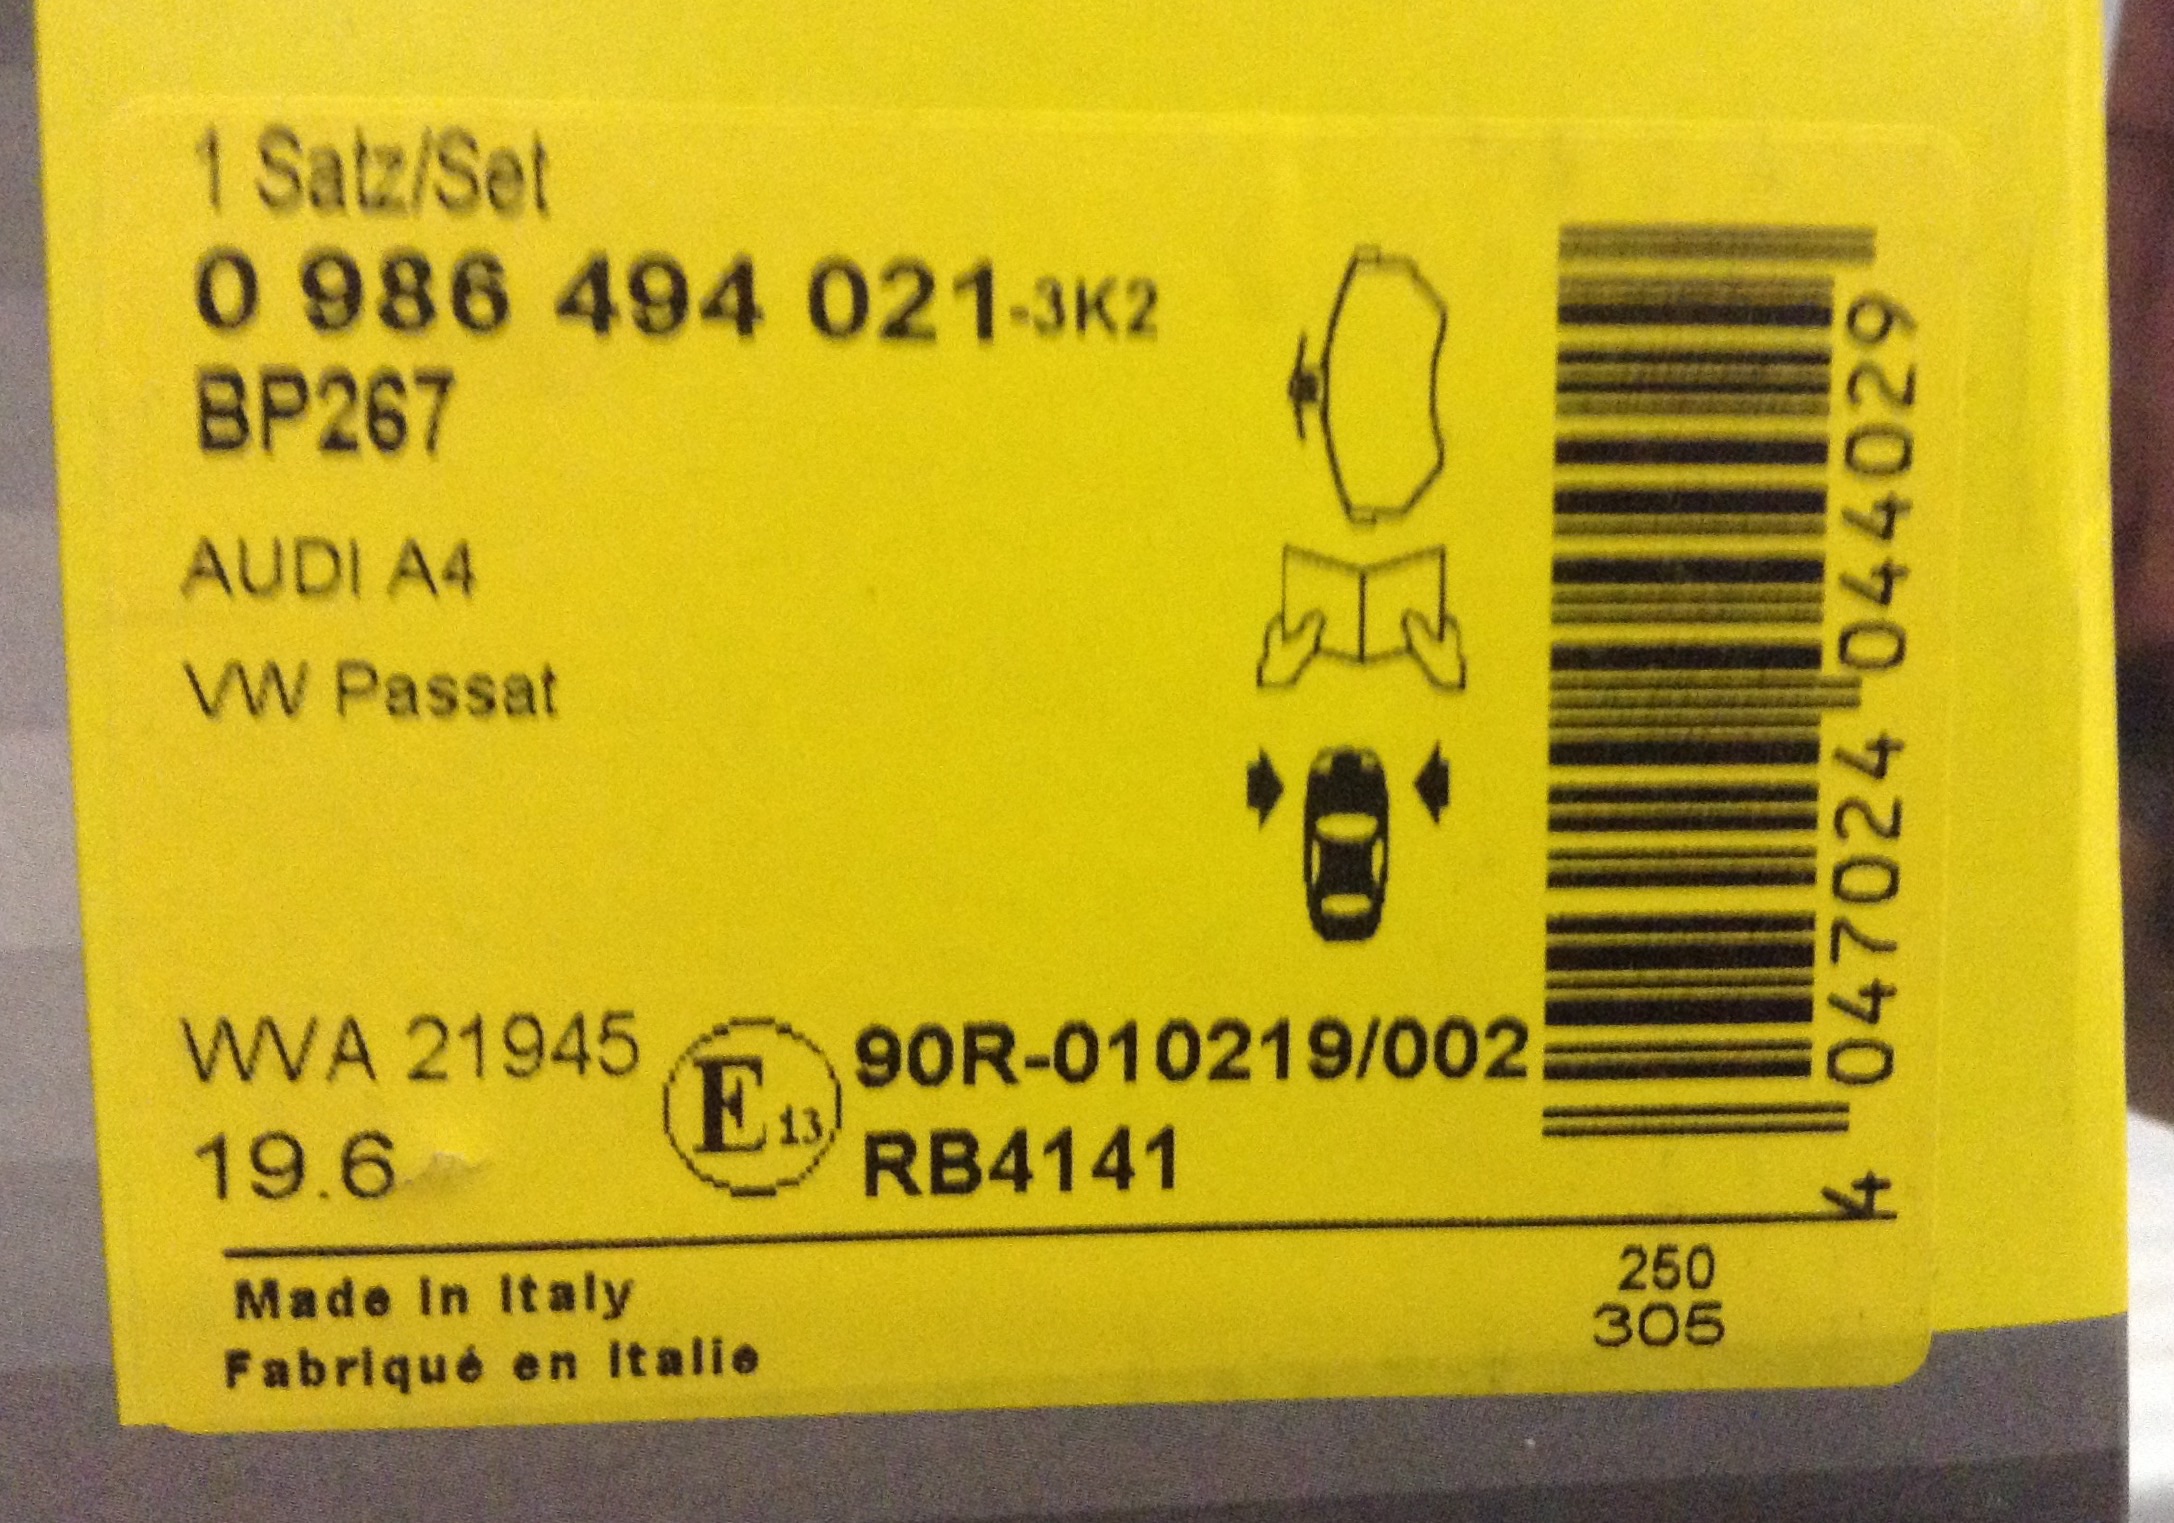 1 Satz/Set
0 986 494 021-3K2
BP267
AUDI A4
VW Passat
WVA 21945
19.6
E 13
90R-010219/002
RB4141
4 047024 044029
250
305
Made in Italy
Fabriqué en Italie